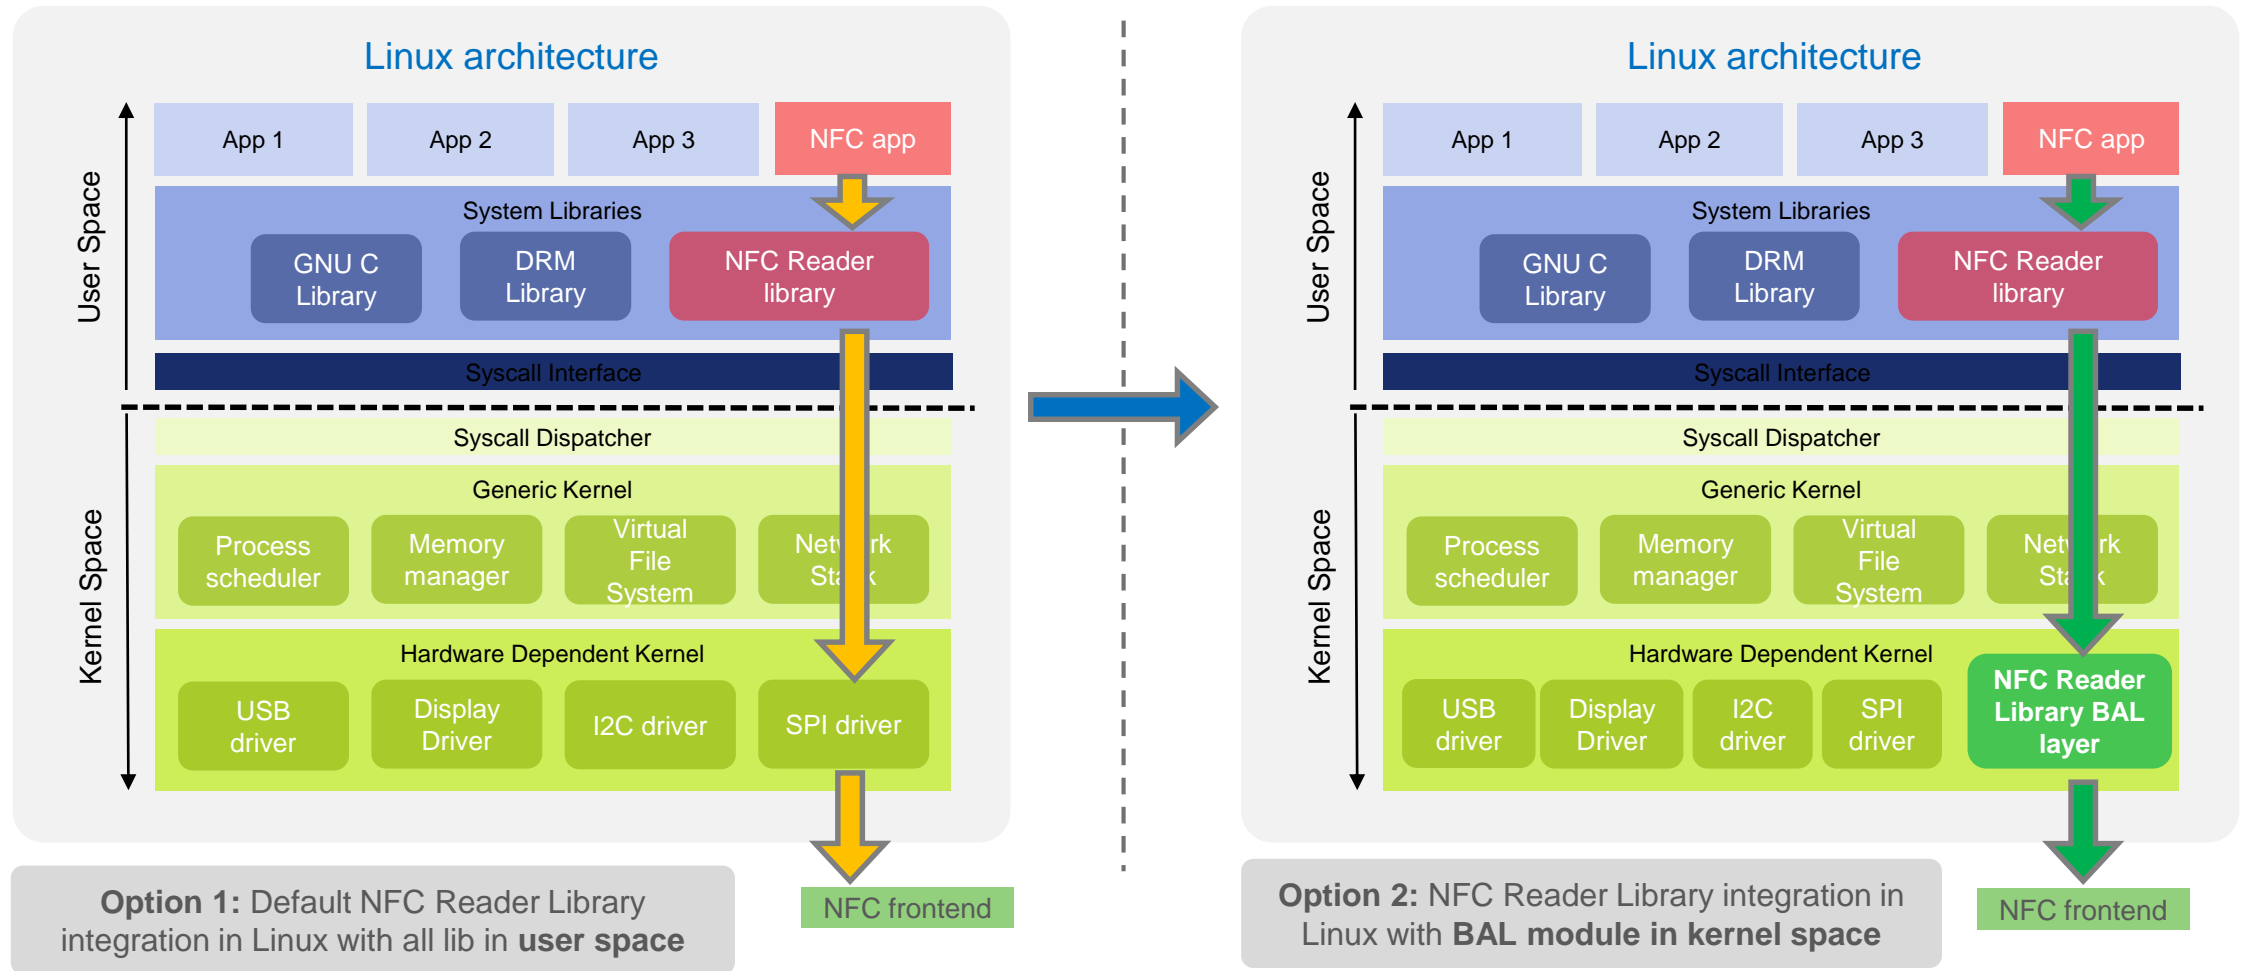 Linux architecture
User Space
Kernel Space
App 1
App 2
App 3
NFC app
System Libraries
GNU C
Library
DRM
Library
NFC Reader
library
Syscall Interface
Syscall Dispatcher
Generic Kernel
Process
scheduler
Memory
manager
Virtual
File
System
Network
Stack
Hardware Dependent Kernel
USB
driver
Display
Driver
I2C driver
SPI driver
NFC frontend
Option 1: Default NFC Reader Library
integration in Linux with all lib in user space
Linux architecture
User Space
Kernel Space
App 1
App 2
App 3
NFC app
System Libraries
GNU C
Library
DRM
Library
NFC Reader
library
Syscall Interface
Syscall Dispatcher
Generic Kernel
Process
scheduler
Memory
manager
Virtual
File
System
Network
Stack
Hardware Dependent Kernel
USB
driver
Display
Driver
I2C
driver
SPI
driver
NFC Reader
Library BAL
layer
NFC frontend
Option 2: NFC Reader Library integration in
Linux with BAL module in kernel space